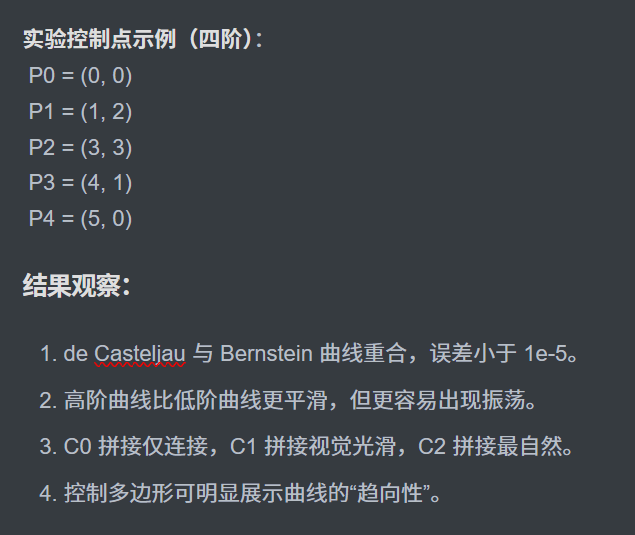 实验控制点示例（四阶）：
P0 = (0, 0)
P1 = (1, 2)
P2 = (3, 3)
P3 = (4, 1)
P4 = (5, 0)
结果观察：
1. de Casteljau 与 Bernstein 曲线重合，误差小于 1e-5。
2. 高阶曲线比低阶曲线更平滑，但更容易出现振荡。
3. C0 拼接仅连接，C1 拼接视觉光滑，C2 拼接最自然。
4. 控制多边形可明显展示曲线的“趋向性”。